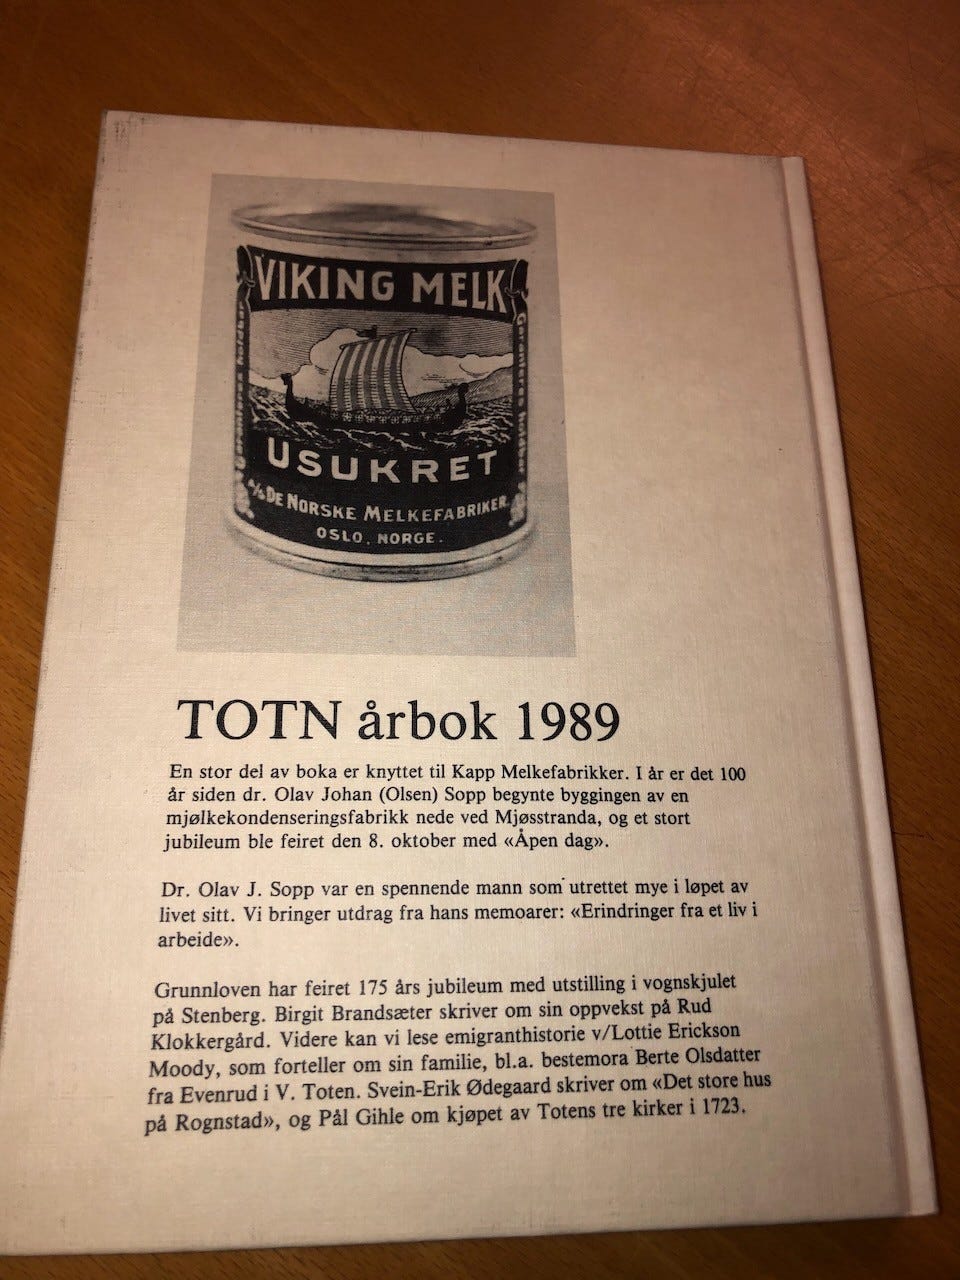 VIKING MELK
Garanteres holdbar
USUKRET
A/S DE NORSKE MELKEFABRIKER
OSLO, NORGE.
TOTN årbok 1989
En stor del av boka er knyttet til Kapp Melkefabrikker. I år er det 100
år siden dr. Olav Johan (Olsen) Sopp begynte byggingen av en
mjølkekondenseringsfabrikk nede ved Mjøsstranda, og et stort
jubileum ble feiret den 8. oktober med «Åpen dag».
Dr. Olav J. Sopp var en spennende mann som utrettet mye i løpet av
livet sitt. Vi bringer utdrag fra hans memoarer: «Erindringer fra et liv i
arbeide».
Grunnloven har feiret 175 års jubileum med utstilling i vognskjulet
på Stenberg. Birgit Brandsæter skriver om sin oppvekst på Rud
Klokkergård. Videre kan vi lese emigranthistorie v/Lottie Erickson
Moody, som forteller om sin familie, bl.a. bestemora Berte Olsdatter
fra Evenrud i V. Toten. Svein-Erik Ødegaard skriver om «Det store hus
på Rognstad», og Pål Gihle om kjøpet av Totens tre kirker i 1723.